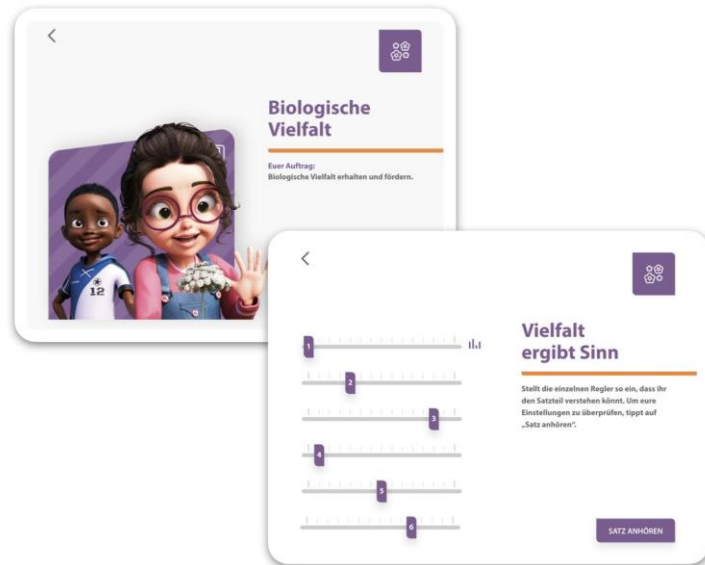 Biologische
Vielfalt
Euer Auftrag:
Biologische Vielfalt erhalten und fördern.
12
Vielfalt
ergibt Sinn
Stellt die einzelnen Regler so ein, dass ihr
den Satzteil verstehen könnt. Um eure
Einstellungen zu überprüfen, tippt auf
„Satz anhören“.
1
2
3
4
5
6
SATZ ANHÖREN